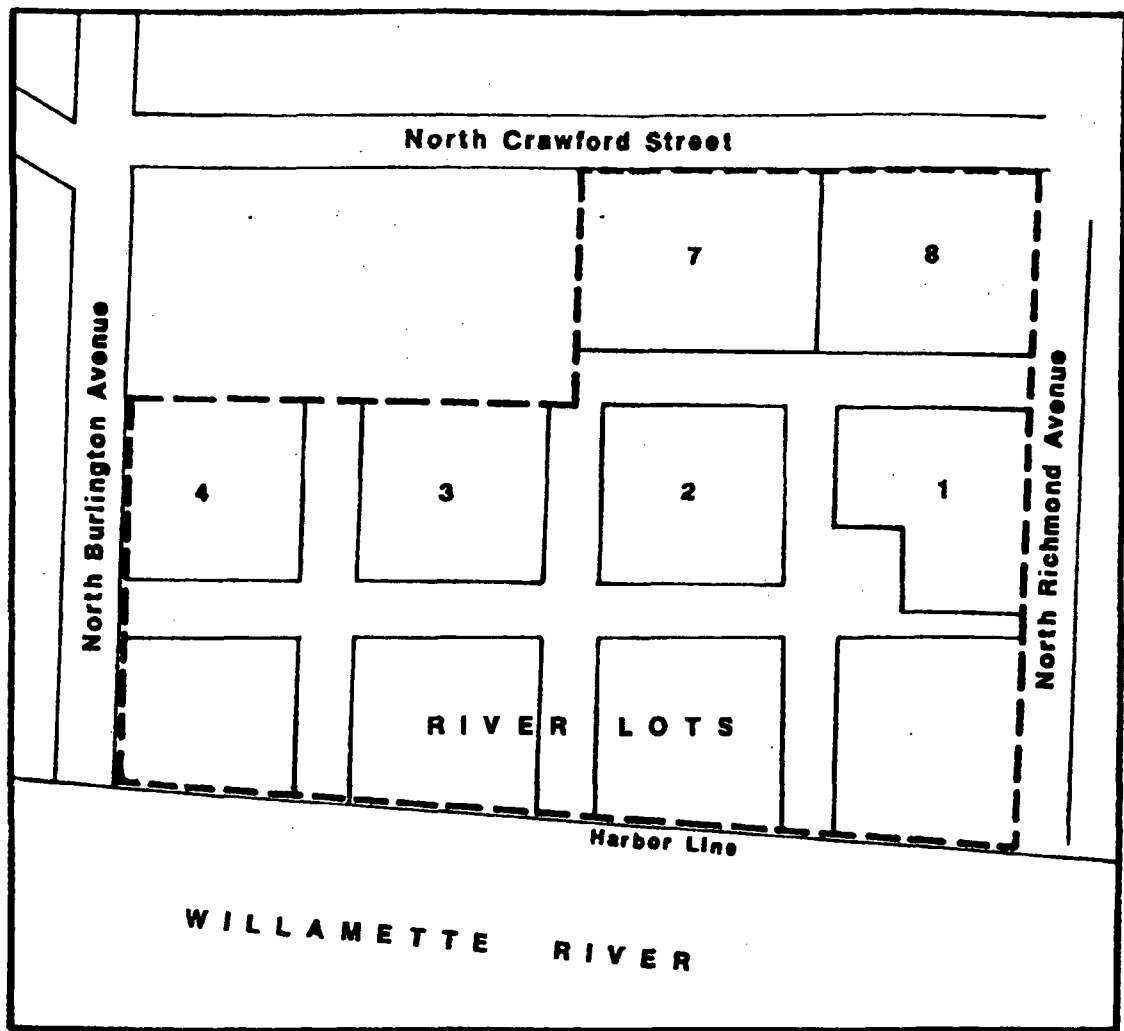 North Crawford Street
7
8
North Burlington Avenue
North Richmond Avenue
4
3
2
1
RIVER LOTS
Harbor Line
WILLAMETTE RIVER